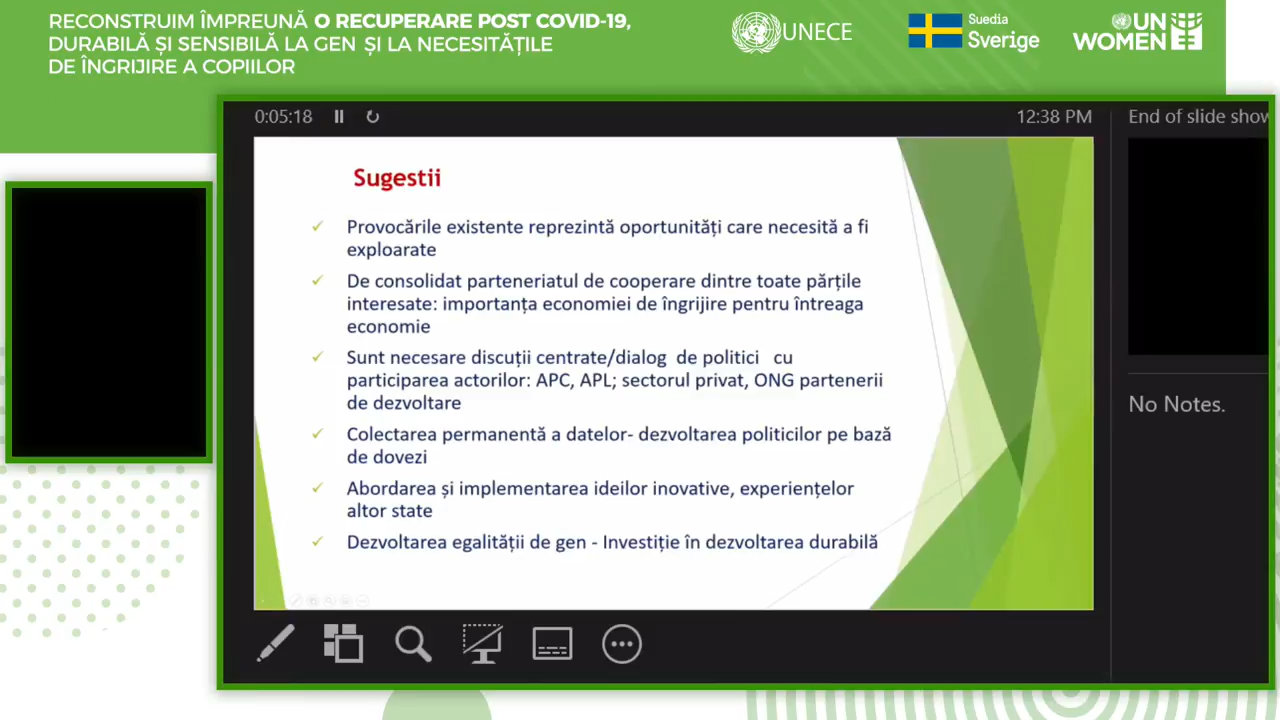 RECONSTRUIM ÎMPREUNĂ O RECUPERARE POST COVID-19,
DURABILĂ ȘI SENSIBILĂ LA GEN ȘI LA NECESITĂȚILE
DE ÎNGRIJIRE A COPIILOR
UNECE
Suedia
Sverige
UN
WOMEN
0:05:18
12:38 PM
End of slide show
Sugestii
Provocările existente reprezintă oportunități care necesită a fi
exploarate
De consolidat parteneriatul de cooperare dintre toate părțile
interesate: importanța economiei de îngrijire pentru întreaga
economie
Sunt necesare discuții centrate/dialog de politici cu
participarea actorilor: APC, APL; sectorul privat, ONG partenerii
de dezvoltare
Colectarea permanentă a datelor- dezvoltarea politicilor pe bază
de dovezi
Abordarea și implementarea ideilor inovative, experiențelor
altor state
Dezvoltarea egalității de gen - Investiție în dezvoltarea durabilă
No Notes.